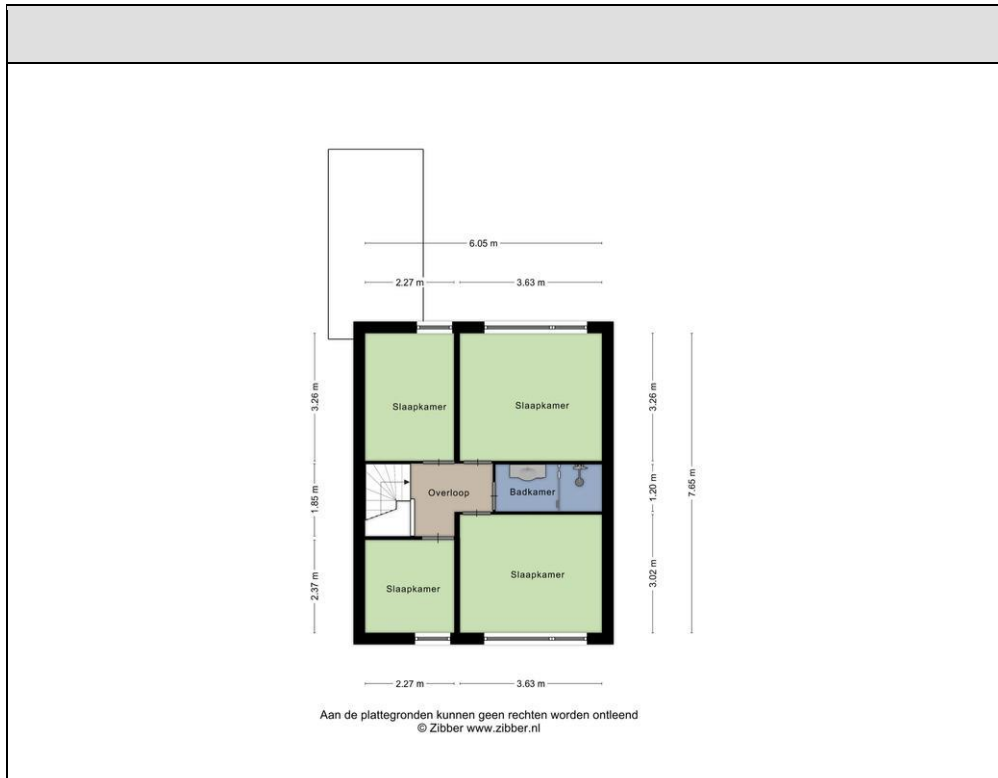 6.05 m
2.27 m
3.63 m
3.26 m
3.26 m
Slaapkamer
Slaapkamer
1.85 m
Overloop
Badkamer
1.20 m
7.65 m
2.37 m
Slaapkamer
Slaapkamer
3.02 m
2.27 m
3.63 m
Aan de plattegronden kunnen geen rechten worden ontleend
© Zibber www.zibber.nl